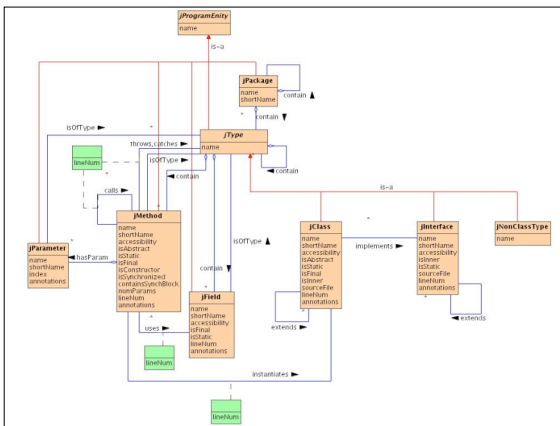 jProgramEnity
name
is-a
jPackage
name
shortName
contain ▲
contain ▼
isOfType ►
jType
name
throws,catches ►
isOfType ►
◄ contain
◄ contain
lineNum
is-a
calls ►
jMethod
name
shortName
accessibility
isAbstract
isStatic
isFinal
isConstructor
isSynchronized
containsSynchBlock
numParams
lineNum
annotations
isOfType ▲
jClass
name
shortName
accessibility
isAbstract
isStatic
isFinal
isInner
sourceFile
lineNum
annotations
implements ►
jInterface
name
shortName
accessibility
isInner
isStatic
sourceFile
lineNum
annotations
jNonClassType
name
jParameter
name
shortName
index
annotations
◄ hasParam
contain ▼
jField
name
shortName
accessibility
isFinal
isStatic
lineNum
annotations
extends ►
◄ extends
uses ►
lineNum
instantiates ►
lineNum